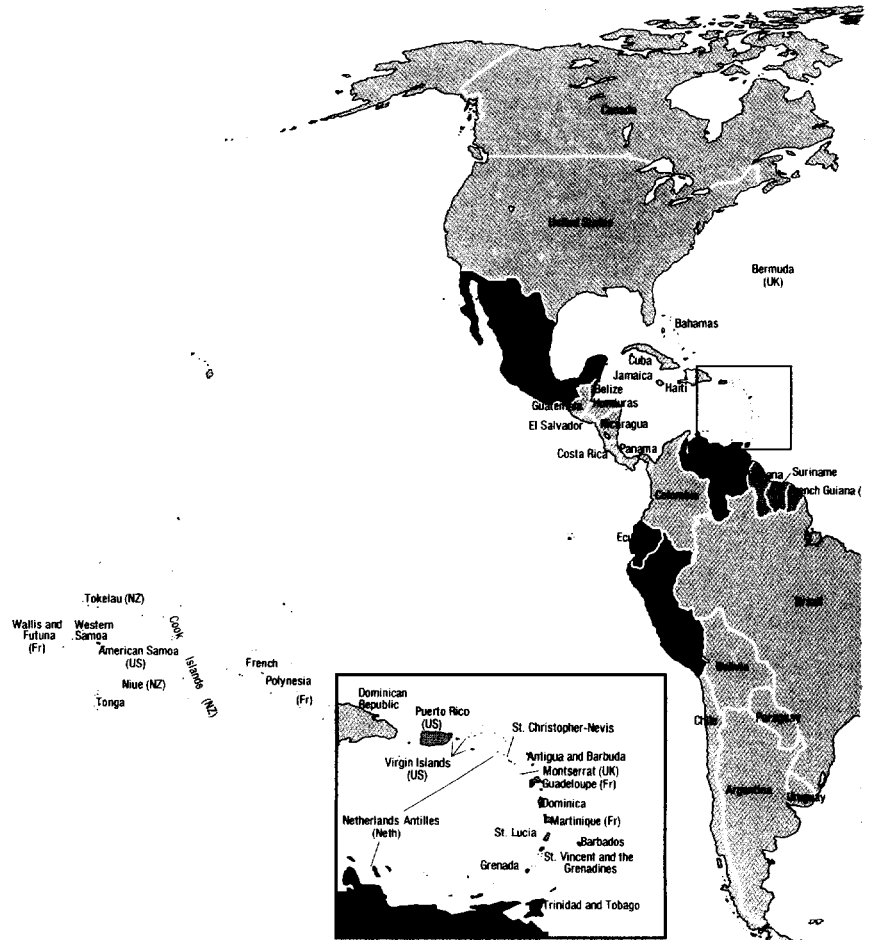 Canada
United States
Bermuda
(UK)
Bahamas
Cuba
Jamaica
Haiti
Belize
Honduras
Guatemala
El Salvador
Nicaragua
Costa Rica
Panama
Suriname
French Guiana (
Colombia
Ecu
Brazil
Tokelau (NZ)
Wallis and
Futuna
(Fr)
Western
Samoa
Cook
Islands (NZ)
American Samoa
(US)
Niue (NZ)
Tonga
French
Polynesia
(Fr)
Bolivia
Chile
Paraguay
Argentina
Uruguay
Dominican
Republic
Puerto Rico
(US)
St. Christopher-Nevis
Virgin Islands
(US)
Antigua and Barbuda
Montserrat (UK)
Guadeloupe (Fr)
Dominica
Netherlands Antilles
(Neth)
Martinique (Fr)
St. Lucia
Barbados
St. Vincent and the
Grenadines
Grenada
Trinidad and Tobago